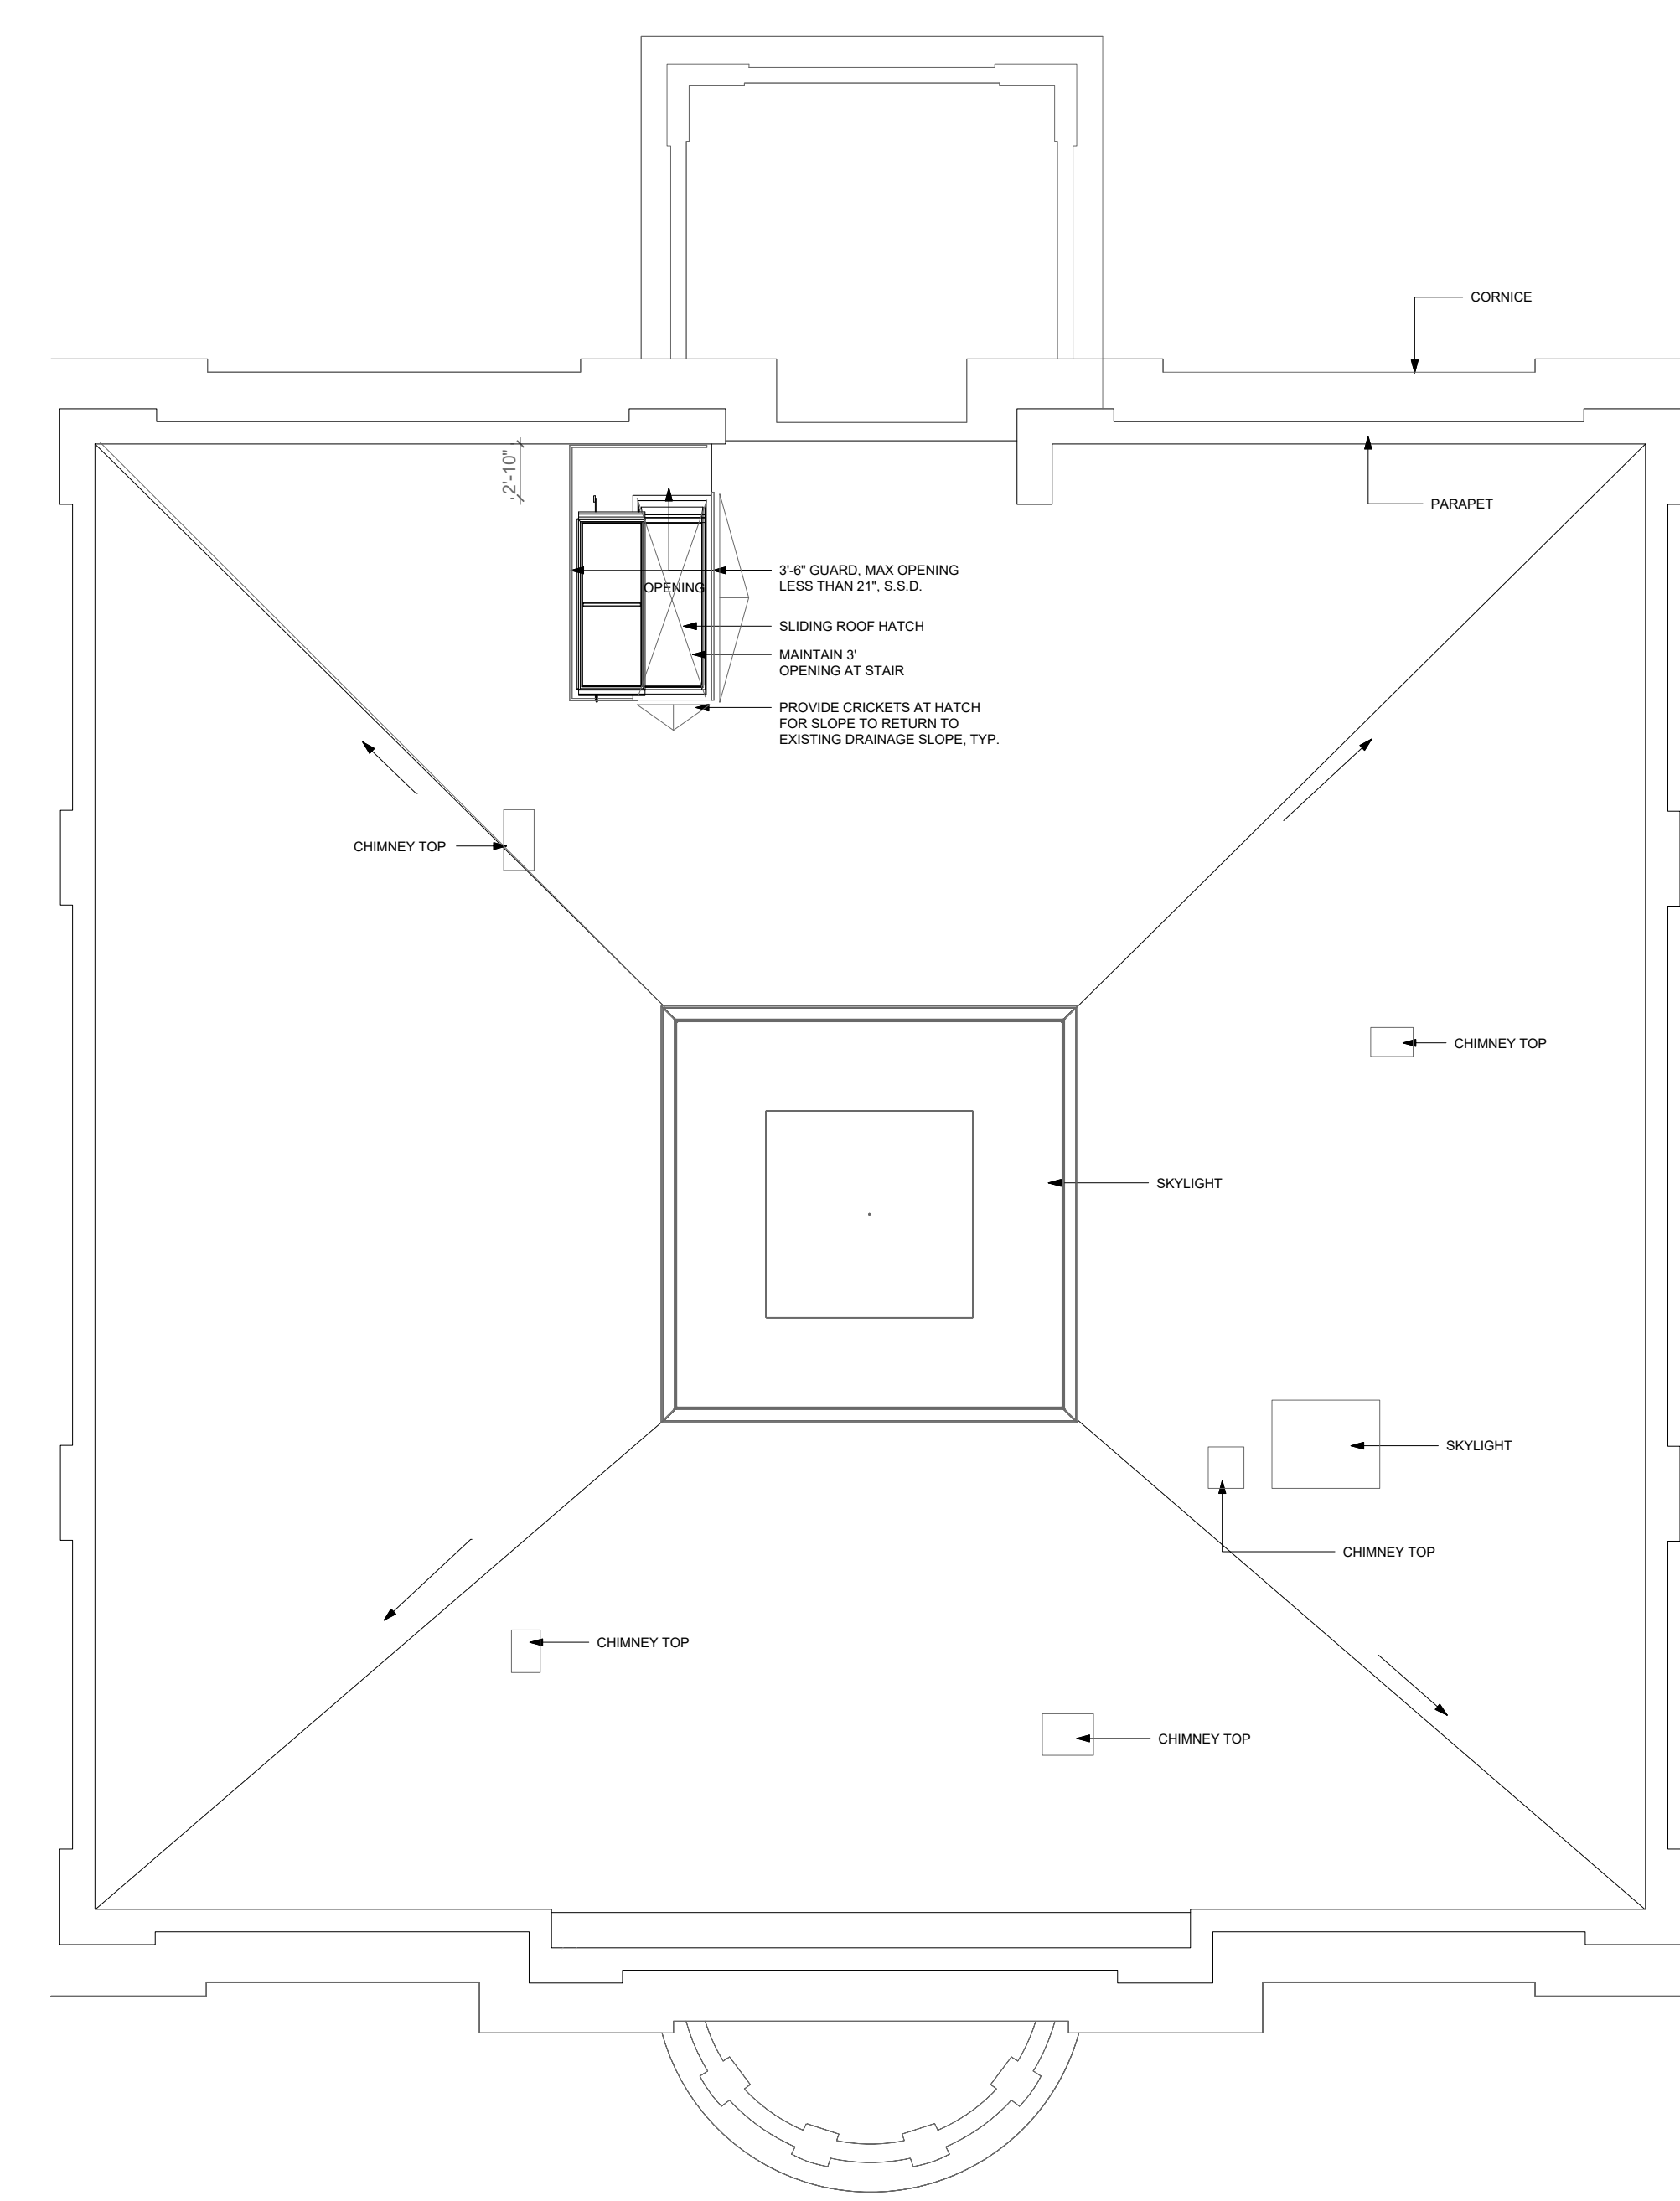 CORNICE
2'-10"
PARAPET
3'-6" GUARD, MAX OPENING
LESS THAN 21", S.S.D.
OPENING
SLIDING ROOF HATCH
MAINTAIN 3'
OPENING AT STAIR
PROVIDE CRICKETS AT HATCH
FOR SLOPE TO RETURN TO
EXISTING DRAINAGE SLOPE, TYP.
CHIMNEY TOP
CHIMNEY TOP
SKYLIGHT
SKYLIGHT
CHIMNEY TOP
CHIMNEY TOP
CHIMNEY TOP